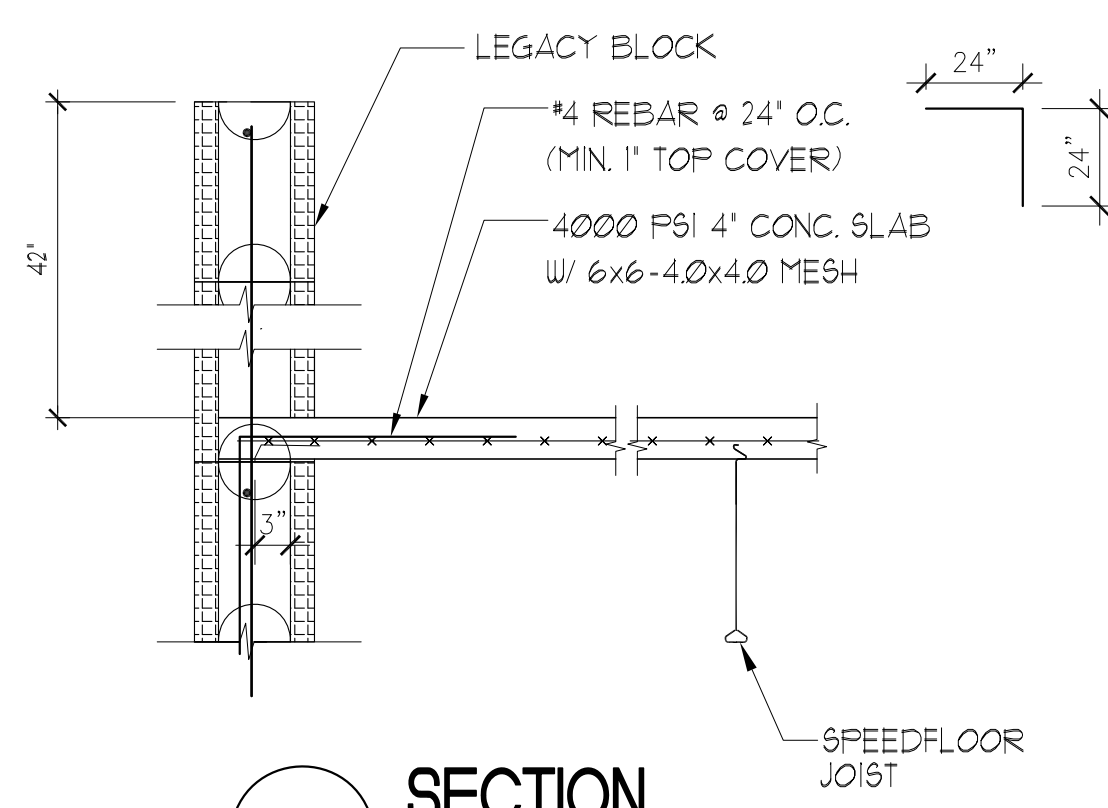 LEGACY BLOCK
24"
#4 REBAR @ 24" O.C.
(MIN. 1" TOP COVER)
24"
4000 PSI 4" CONC. SLAB
W/ 6x6-4.0x4.0 MESH
42"
3"
SPEEDFLOOR
JOIST
SECTION